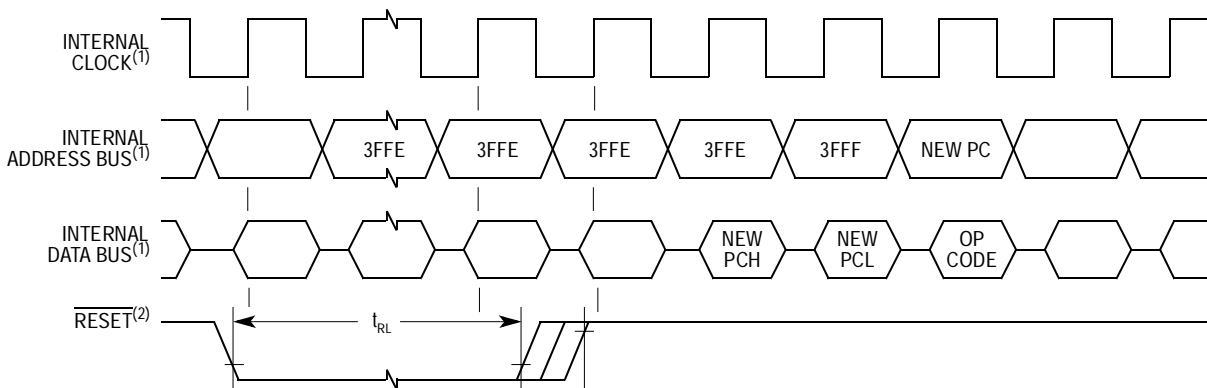 INTERNAL
CLOCK(1)
INTERNAL
ADDRESS BUS(1)
3FFE
3FFE
3FFE
3FFE
3FFF
NEW PC
INTERNAL
DATA BUS(1)
NEW
PCH
NEW
PCL
OP
CODE
RESET(2)
tRL